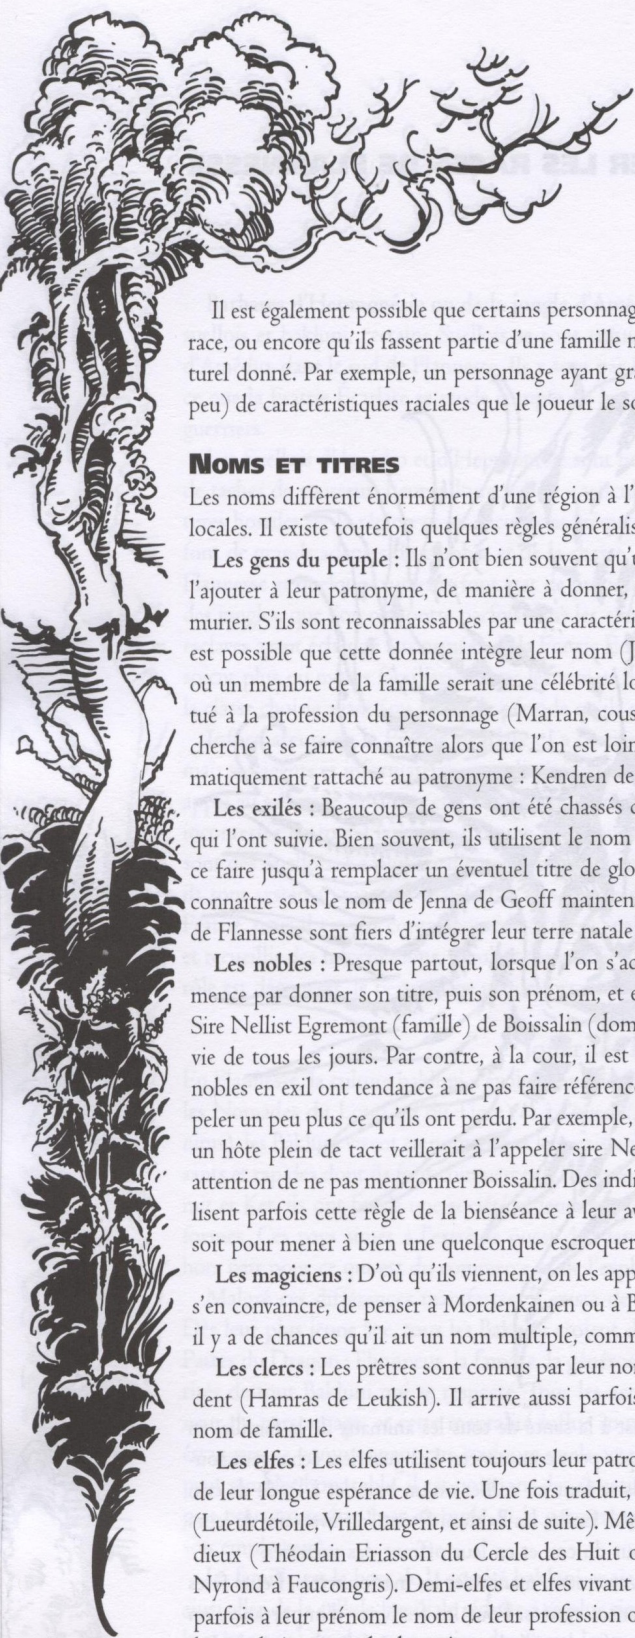 Il est également possible que certains personnag
race, ou encore qu'ils fassent partie d'une famille n
turel donné. Par exemple, un personnage ayant gra
peu) de caractéristiques raciales que le joueur le so
NOMS ET TITRES
Les noms diffèrent énormément d'une région à l'
locales. Il existe toutefois quelques règles généralis
Les gens du peuple : Ils n'ont bien souvent qu'u
l'ajouter à leur patronyme, de manière à donner,
murier. S'ils sont reconnaissables par une caractéri
est possible que cette donnée intègre leur nom (J
où un membre de la famille serait une célébrité lo
tué à la profession du personnage (Marran, cous
cherche à se faire connaître alors que l'on est loin
matiquement rattaché au patronyme : Kendren de
Les exilés : Beaucoup de gens ont été chassés d
qui l'ont suivie. Bien souvent, ils utilisent le nom
ce faire jusqu'à remplacer un éventuel titre de glo
connaître sous le nom de Jenna de Geoff mainten
de Flannesse sont fiers d'intégrer leur terre natale
Les nobles : Presque partout, lorsque l'on s'ac
mence par donner son titre, puis son prénom, et e
Sire Nellist Egremont (famille) de Boissalin (dom
vie de tous les jours. Par contre, à la cour, il est
nobles en exil ont tendance à ne pas faire référenc
peler un peu plus ce qu'ils ont perdu. Par exemple,
un hôte plein de tact veillerait à l'appeler sire Ne
attention de ne pas mentionner Boissalin. Des indi
lisent parfois cette règle de la bienséance à leur av
soit pour mener à bien une quelconque escroquer
Les magiciens : D'où qu'ils viennent, on les app
s'en convaincre, de penser à Mordenkainen ou à B
il y a de chances qu'il ait un nom multiple, comm
Les clercs : Les prêtres sont connus par leur nor
dent (Hamras de Leukish). Il arrive aussi parfois
nom de famille.
Les elfes : Les elfes utilisent toujours leur patro
de leur longue espérance de vie. Une fois traduit,
(Lueurdétoile, Vrilledargent, et ainsi de suite). Mê
dieux (Théodain Eriasson du Cercle des Huit o
Nyrond à Faucongris). Demi-elfes et elfes vivant
parfois à leur prénom le nom de leur profession o